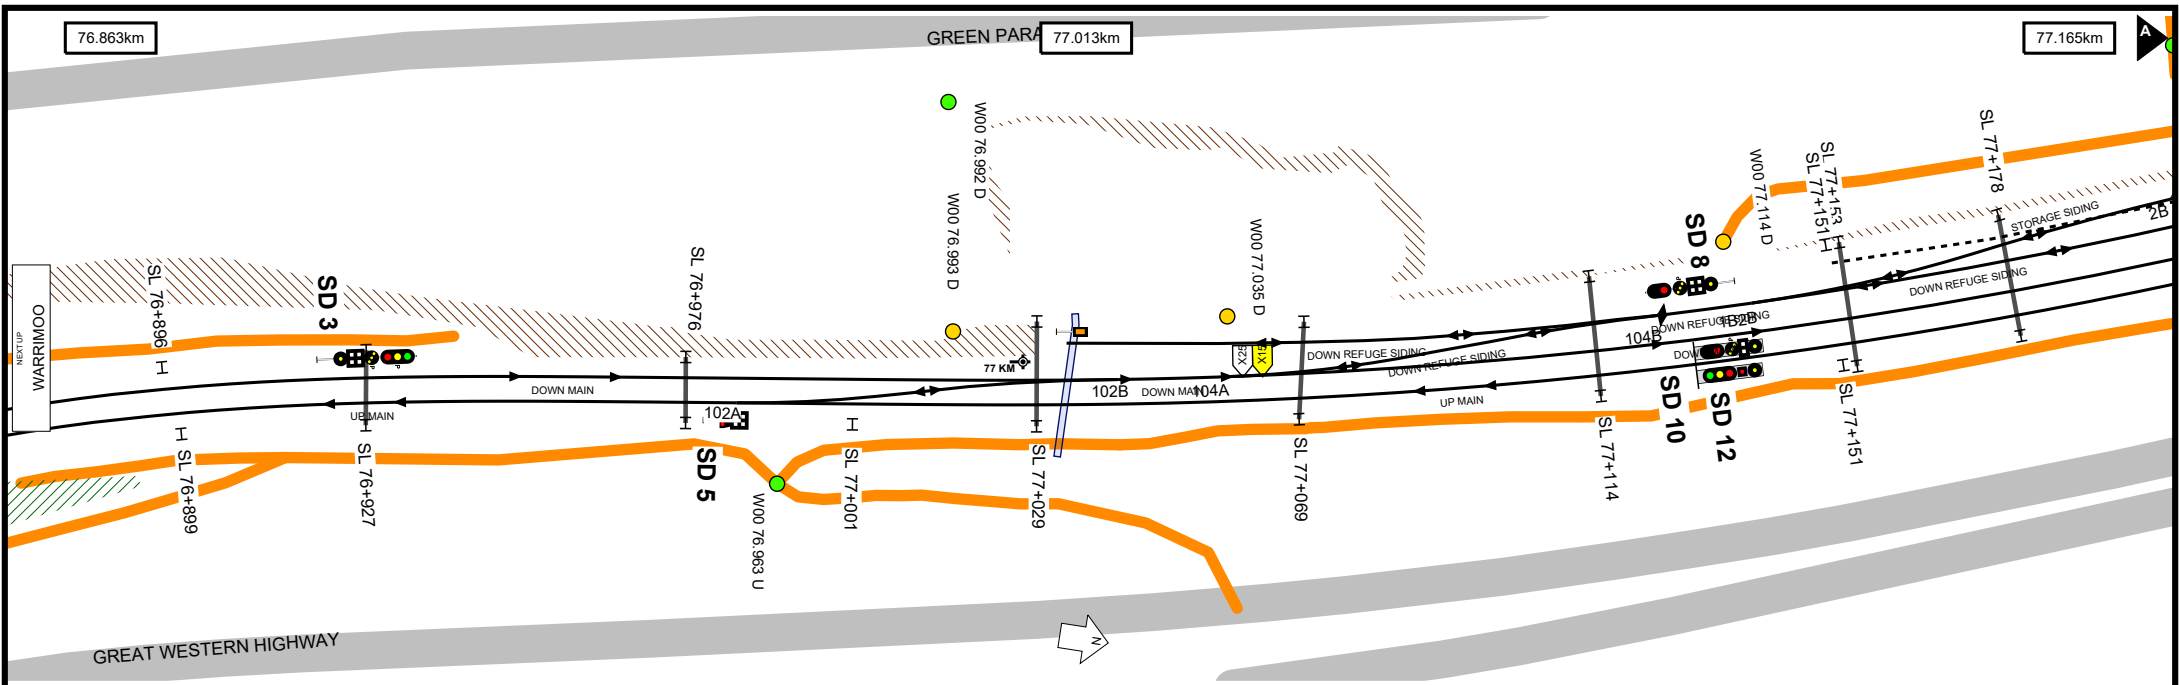 76.863km
GREEN PARA
77.013km
77.165km
A
W00 76.992 D
SL 77+178
SL 77+153
SL 77+151
W00 77.114 D
STORAGE SIDING
2B
W00 76.993 D
W00 77.035 D
SD 8
SL 76+976
SL 76+896
SD 3
NEXT UP
WARRIMOO
DOWN REFUGE SIDING
DOWN REFUGE SIDING
1B2B
104B
X25
X15
DOWN REFUGE SIDING
DOWN REFUGE SIDING
77 KM
DOWN MAIN
102B
DOWN MAIN
104A
UP MAIN
102A
UP MAIN
SD 10
SD 12
SL 76+899
SL 76+927
SD 5
W00 76.963 U
SL 77+001
SL 77+029
SL 77+069
SL 77+114
SL 77+151
GREAT WESTERN HIGHWAY
N